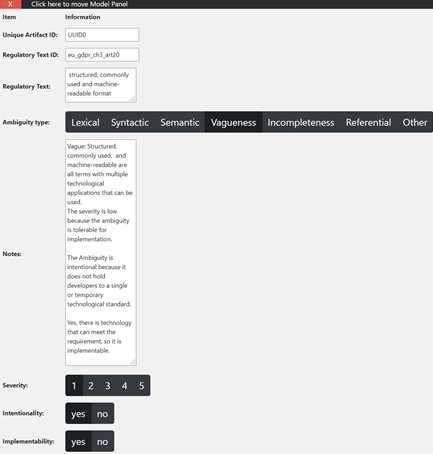 X Click here to move Model Panel
Item Information
Unique Artifact ID: UUID0
Regulatory Text ID: eu_gdpr_ch3_art20
Regulatory Text: structured, commonly
used and machine-
readable format
Ambiguity type: Lexical Syntactic Semantic Vagueness Incompleteness Referential Other
Notes: Vague: Structured,
commonly used, and
machine-readable are
all terms with multiple
technological
applications that can be
used.
The severity is low
because the ambiguity
is tolerable for
implementation.
The Ambiguity is
intentional because it
does not hold
developers to a single
or temporary
technological standard.
Yes, there is technology
that can meet the
requirement, so it is
implementable.
Severity: 1 2 3 4 5
Intentionality: yes no
Implementability: yes no